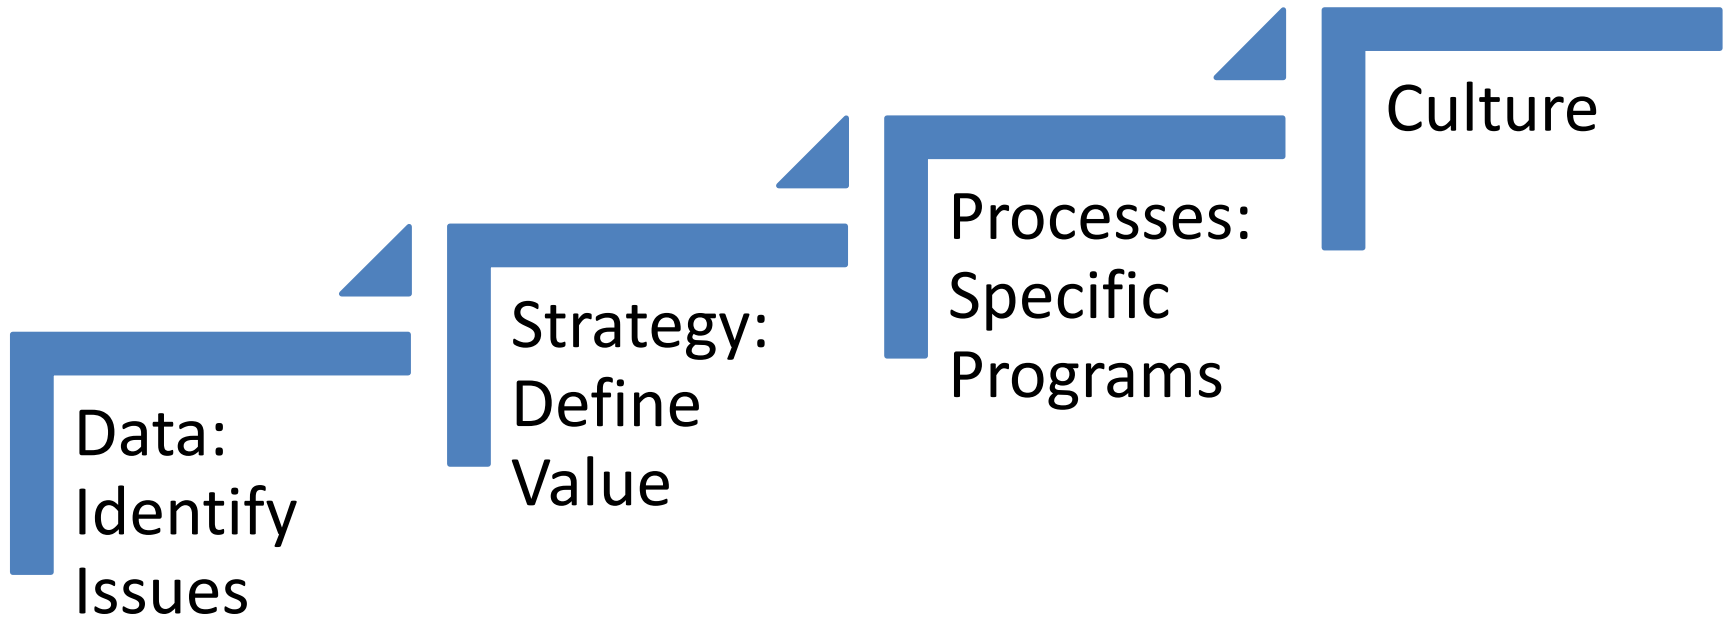 Data:
Identify
Issues
Strategy:
Define
Value
Processes:
Specific
Programs
Culture